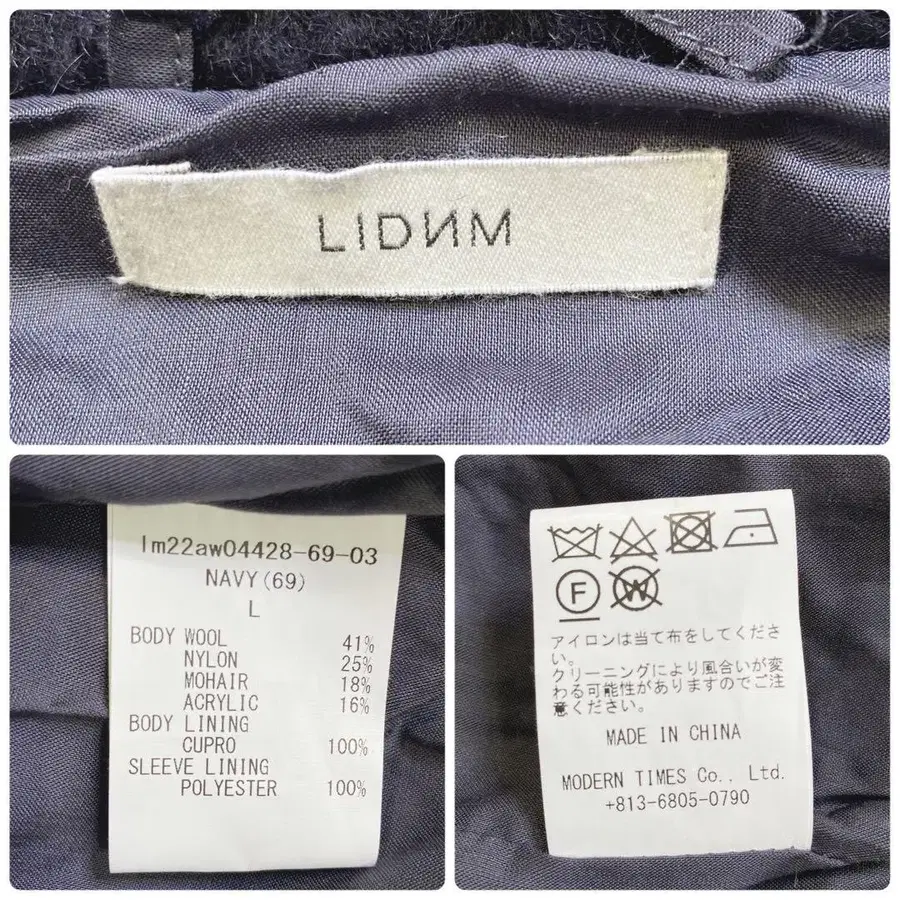 LIDИM
lm22aw04428-69-03
NAVY(69)
L
BODY WOOL 41%
NYLON 25%
MOHAIR 18%
ACRYLIC 16%
BODY LINING
CUPRO 100%
SLEEVE LINING
POLYESTER 100%
F W
アイロンは当て布をしてくださ
い。
クリーニングにより風合いが変
わる可能性がありますのでご注
意ください。
MADE IN CHINA
MODERN TIMES Co., Ltd.
+813-6805-0790